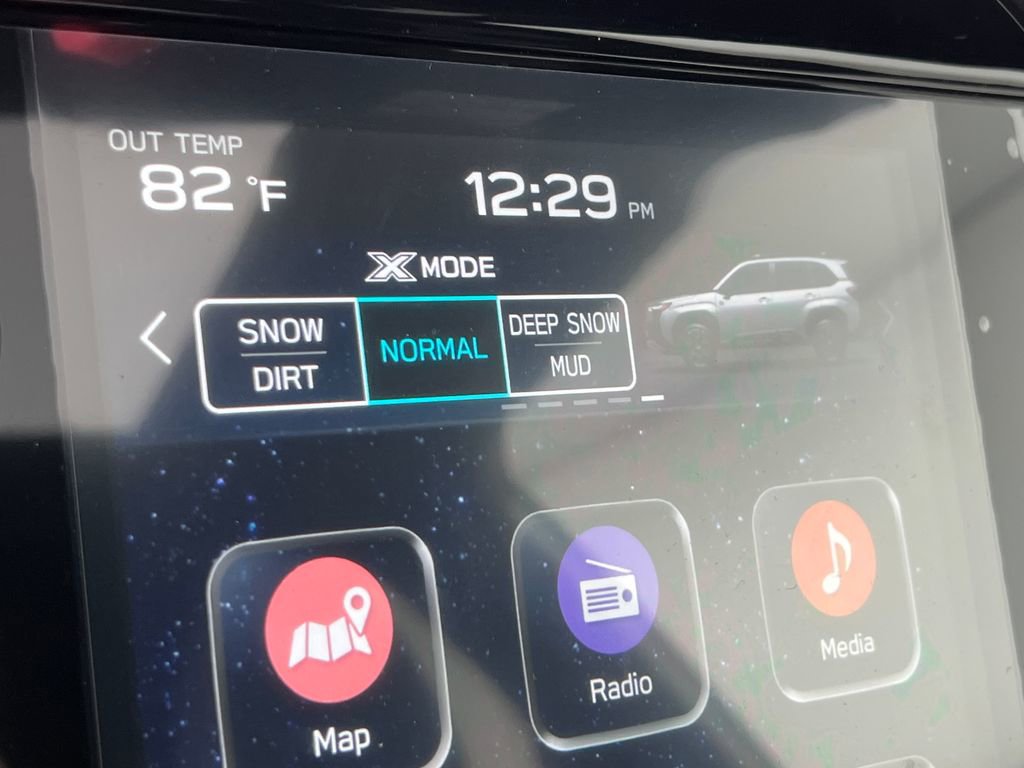 OUT TEMP
82 °F
12:29 PM
X MODE
SNOW
DIRT
NORMAL
DEEP SNOW
MUD
Map
Radio
Media